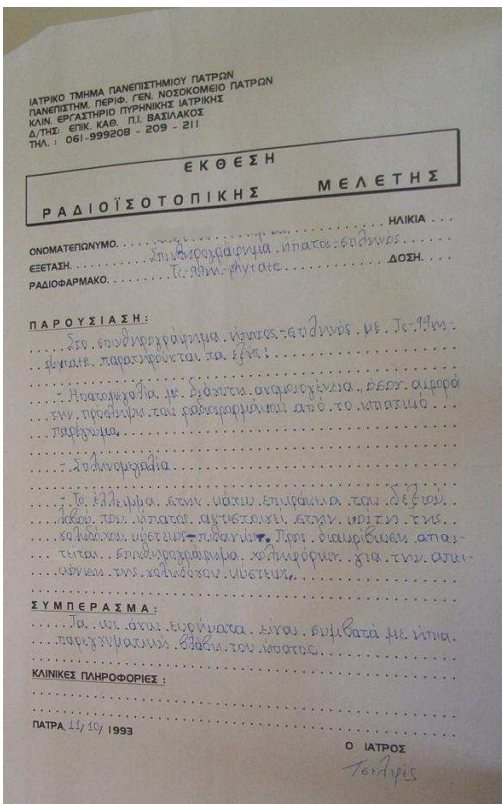 ΙΑΤΡΙΚΟ ΤΜΗΜΑ ΠΑΝΕΠΙΣΤΗΜΙΟΥ ΠΑΤΡΩΝ
ΠΑΝΕΠΙΣΤΗΜ. ΠΕΡΙΦ. ΓΕΝ. ΝΟΣΟΚΟΜΕΙΟ ΠΑΤΡΩΝ
ΚΛΙΝ. ΕΡΓΑΣΤΗΡΙΟ ΠΥΡΗΝΙΚΗΣ ΙΑΤΡΙΚΗΣ
Δ/ΤΗΣ: ΕΠΙΚ. ΚΑΘ. Π.Ι. ΒΑΣΙΛΑΚΟΣ
ΤΗΛ. : 061-999208 - 209 - 211
ΕΚΘΕΣΗ
ΡΑΔΙΟΪΣΟΤΟΠΙΚΗΣ ΜΕΛΕΤΗΣ
ΟΝΟΜΑΤΕΠΩΝΥΜΟ. ΗΛΙΚΙΑ . . .
ΕΞΕΤΑΣΗ. Σπινθηρογράφημα ήπατος-σπληνός
ΡΑΔΙΟΦΑΡΜΑΚΟ. Tc-99m-phytate ΔΟΣΗ. . . .
ΠΑΡΟΥΣΙΑΣΗ:
Στο σπινθηρογράφημα ήπατος-σπληνός με Tc-99m-
phytate παρατηρούνται τα εξής:
- Ηπατομεγαλία με διάχυτη ανομοιογένεια όσον αφορά
την πρόσληψη του ραδιοφαρμάκου από το ηπατικό
παρέγχυμα.
- Σπληνομεγαλία
- Το έλλειμμα στην κάτω επιφάνεια του δεξιού
λοβού του ήπατος αντιστοιχεί στην κοίτη της
χοληδόχου κύστεως πιθανώς. Προς διακρίβωση απαι-
τείται σπινθηρογράφημα χοληφόρων για την απει-
κόνιση της χοληδόχου κύστεως.
ΣΥΜΠΕΡΑΣΜΑ:
Τα ως άνω ευρήματα είναι συμβατά με ήπια
παρεγχυματική βλάβη του ήπατος.
ΚΛΙΝΙΚΕΣ ΠΛΗΡΟΦΟΡΙΕΣ :
ΠΑΤΡΑ, 11/10/ 1993
Ο ΙΑΤΡΟΣ